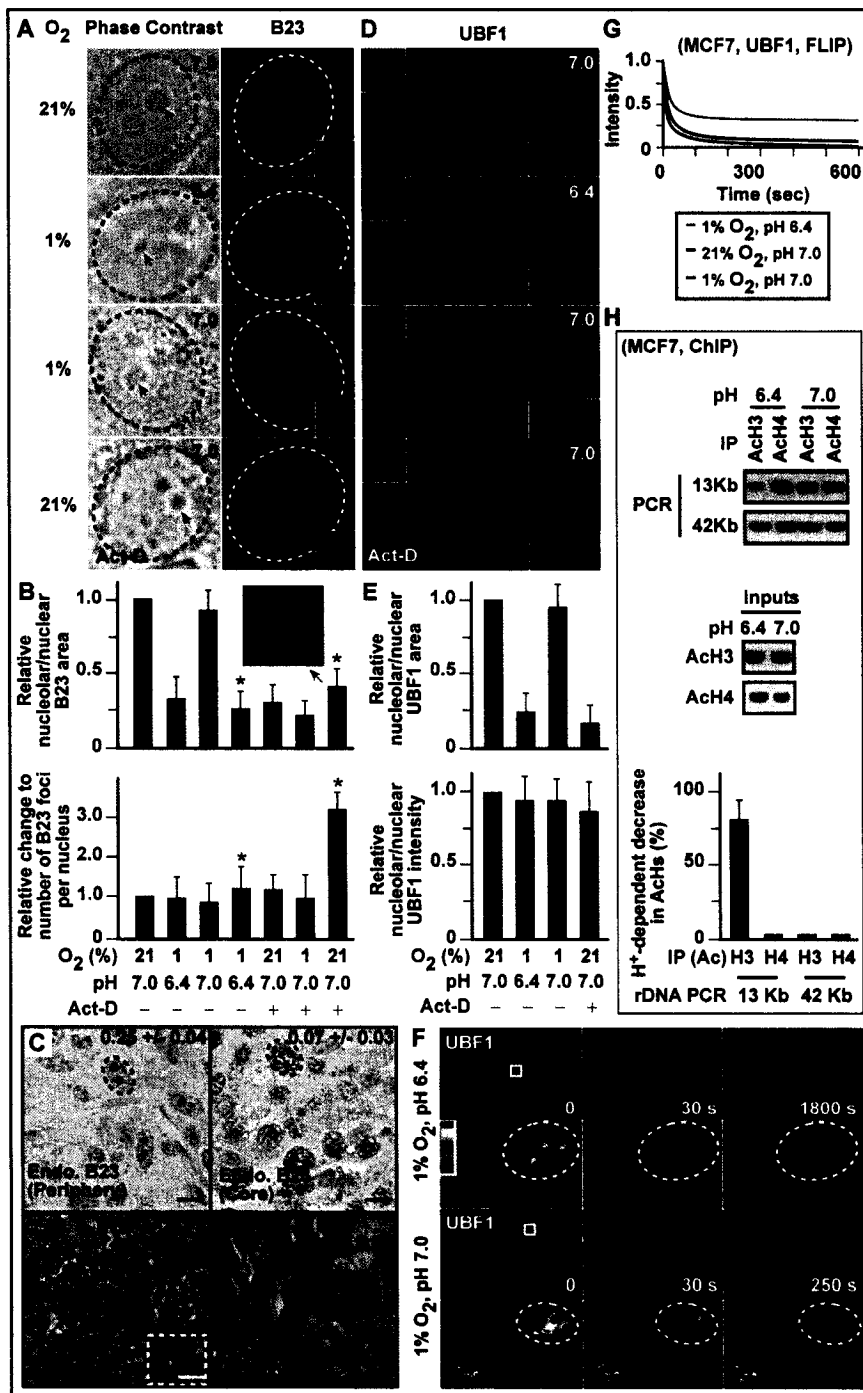 A O2 Phase Contrast B23
21%
1%
1%
21%
D UBF1
7.0
6.4
7.0
7.0
Act-D
G (MCF7, UBF1, FLIP)
Intensity
1.0
0.5
0
300 600
Time (sec)
– 1% O2, pH 6.4
– 21% O2, pH 7.0
– 1% O2, pH 7.0
H
(MCF7, ChIP)
pH 6.4 7.0
IP AcH3 AcH4 AcH3 AcH4
PCR
13Kb
42Kb
Inputs
pH 6.4 7.0
AcH3
AcH4
H+-dependent decrease in AcHs (%)
100
50
0
IP (Ac) H3 H4 H3 H4
rDNA PCR 13 Kb 42 Kb
B
Relative nucleolar/nuclear B23 area
1.0
0.5
0
* *
Relative change to number of B23 foci per nucleus
3.0
2.0
1.0
0
* *
O2 (%) 21 1 1 1 21 1 21
pH 7.0 6.4 7.0 6.4 7.0 7.0 7.0
Act-D – – – – + + +
E
Relative nucleolar/nuclear UBF1 area
1.0
0.5
0
Relative nucleolar/nuclear UBF1 intensity
1.0
0.5
0
21 1 1 21
7.0 6.4 7.0 7.0
– – – +
C
+/- 0.04
0.07 +/- 0.03
Endo. B23
(Periphery)
(Core)
F
1% O2, pH 6.4
UBF1
0 30 s 1800 s
1% O2, pH 7.0
UBF1
0 30 s 250 s